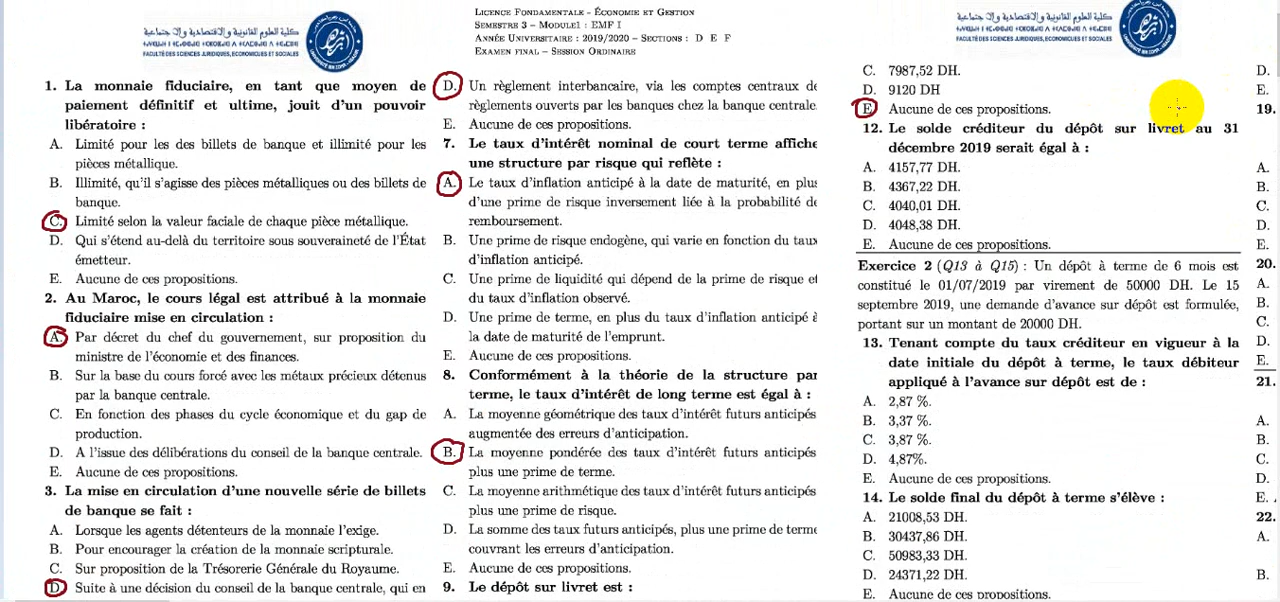 LICENCE FONDAMENTALE - ÉCONOMIE ET GESTION
SEMESTRE 3 – MODULE1 : EMF I
ANNÉE UNIVERSITAIRE : 2019/2020 – SECTIONS : D E F
EXAMEN FINAL – SESSION ORDINAIRE
كلية العلوم القانونية والاقتصادية والاجتماعية
FACULTÉ DES SCIENCES JURIDIQUES, ECONOMIQUES ET SOCIALES
1. La monnaie fiduciaire, en tant que moyen de
paiement définitif et ultime, jouit d'un pouvoir
libératoire :
A. Limité pour les des billets de banque et illimité pour les
pièces métallique.
B. Illimité, qu'il s'agisse des pièces métalliques ou des billets de
banque.
C. Limité selon la valeur faciale de chaque pièce métallique.
D. Qui s'étend au-delà du territoire sous souveraineté de l'État
émetteur.
E. Aucune de ces propositions.
2. Au Maroc, le cours légal est attribué à la monnaie
fiduciaire mise en circulation :
A. Par décret du chef du gouvernement, sur proposition du
ministre de l'économie et des finances.
B. Sur la base du cours forcé avec les métaux précieux détenus
par la banque centrale.
C. En fonction des phases du cycle économique et du gap de
production.
D. A l'issue des délibérations du conseil de la banque centrale.
E. Aucune de ces propositions.
3. La mise en circulation d'une nouvelle série de billets
de banque se fait :
A. Lorsque les agents détenteurs de la monnaie l'exige.
B. Pour encourager la création de la monnaie scripturale.
C. Sur proposition de la Trésorerie Générale du Royaume.
D. Suite à une décision du conseil de la banque centrale, qui en
D. Un règlement interbancaire, via les comptes centraux de
règlements ouverts par les banques chez la banque centrale
E. Aucune de ces propositions.
7. Le taux d'intérêt nominal de court terme affiche
une structure par risque qui reflète :
A. Le taux d'inflation anticipé à la date de maturité, en plus
d'une prime de risque inversement liée à la probabilité de
remboursement.
B. Une prime de risque endogène, qui varie en fonction du taux
d'inflation anticipé.
C. Une prime de liquidité qui dépend de la prime de risque et
du taux d'inflation observé.
D. Une prime de terme, en plus du taux d'inflation anticipé à
la date de maturité de l'emprunt.
E. Aucune de ces propositions.
8. Conformément à la théorie de la structure par
terme, le taux d'intérêt de long terme est égal à :
A. La moyenne géométrique des taux d'intérêt futurs anticipés
augmentée des erreurs d'anticipation.
B. La moyenne pondérée des taux d'intérêt futurs anticipés
plus une prime de terme.
C. La moyenne arithmétique des taux d'intérêt futurs anticipés
plus une prime de risque.
D. La somme des taux futurs anticipés, plus une prime de terme
couvrant les erreurs d'anticipation.
E. Aucune de ces propositions.
9. Le dépôt sur livret est :
كلية العلوم القانونية والاقتصادية والاجتماعية
FACULTÉ DES SCIENCES JURIDIQUES, ECONOMIQUES ET SOCIALES
C. 7987,52 DH.
D. 9120 DH
E. Aucune de ces propositions.
12. Le solde créditeur du dépôt sur livret au 31
décembre 2019 serait égal à :
A. 4157,77 DH.
B. 4367,22 DH.
C. 4040,01 DH.
D. 4048,38 DH.
E. Aucune de ces propositions.
Exercice 2 (Q13 à Q15) : Un dépôt à terme de 6 mois est
constitué le 01/07/2019 par virement de 50000 DH. Le 15
septembre 2019, une demande d'avance sur dépôt est formulée,
portant sur un montant de 20000 DH.
13. Tenant compte du taux créditeur en vigueur à la
date initiale du dépôt à terme, le taux débiteur
appliqué à l'avance sur dépôt est de :
A. 2,87 %.
B. 3,37 %.
C. 3,87 %.
D. 4,87%.
E. Aucune de ces propositions.
14. Le solde final du dépôt à terme s'élève :
A. 21008,53 DH.
B. 30437,86 DH.
C. 50983,33 DH.
D. 24371,22 DH.
E. Aucune de ces propositions.
D.
E.
19.
A.
B.
C.
D.
E.
20.
A.
B.
C.
D.
E.
21.
A.
B.
C.
D.
E.
22.
A.
B.